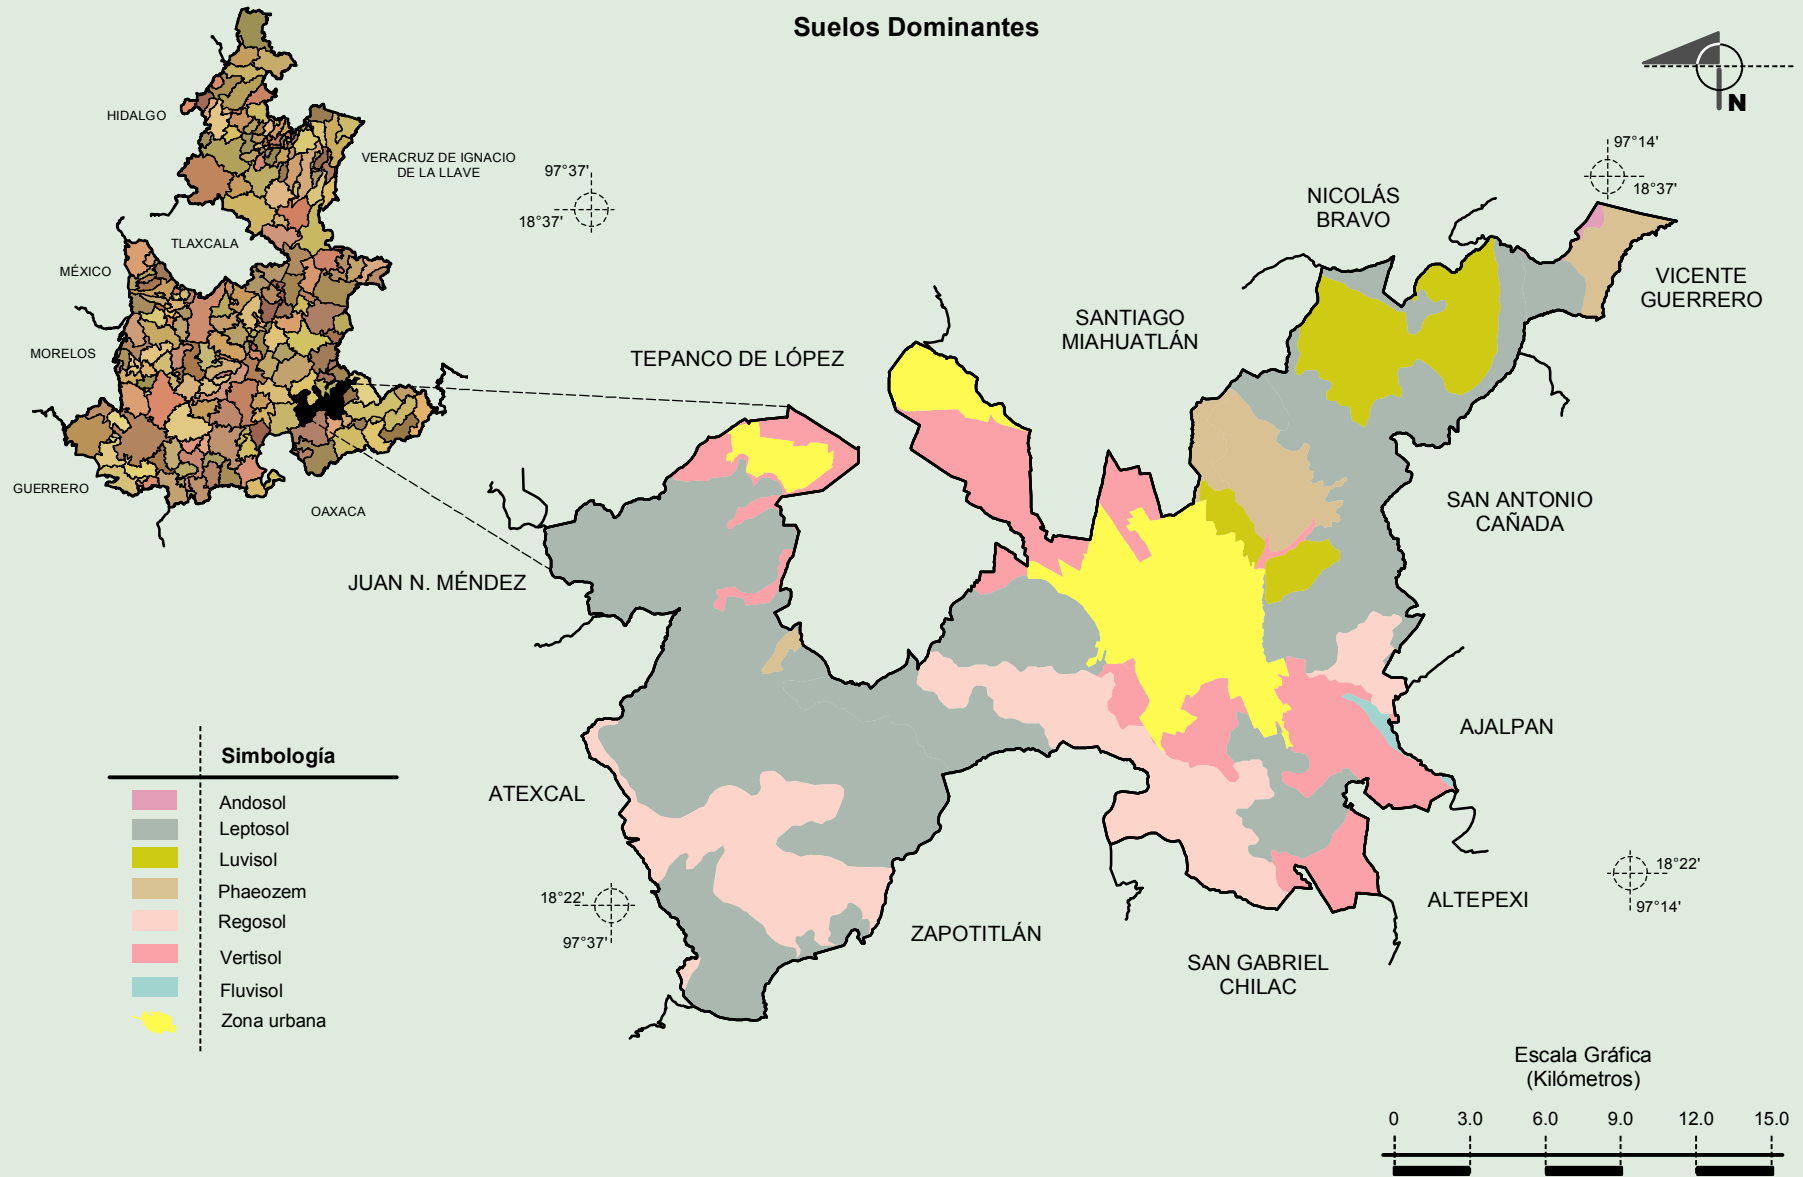 Suelos Dominantes
N
HIDALGO
VERACRUZ DE IGNACIO
DE LA LLAVE
TLAXCALA
MÉXICO
MORELOS
GUERRERO
OAXACA
97°37'
18°37'
97°14'
18°37'
NICOLÁS
BRAVO
VICENTE
GUERRERO
SANTIAGO
MIAHUATLÁN
TEPANCO DE LÓPEZ
SAN ANTONIO
CAÑADA
JUAN N. MÉNDEZ
AJALPAN
ATEXCAL
ALTEPEXI
ZAPOTITLÁN
SAN GABRIEL
CHILAC
18°22'
97°37'
18°22'
97°14'
Simbología
Andosol
Leptosol
Luvisol
Phaeozem
Regosol
Vertisol
Fluvisol
Zona urbana
Escala Gráfica
(Kilómetros)
0 3.0 6.0 9.0 12.0 15.0